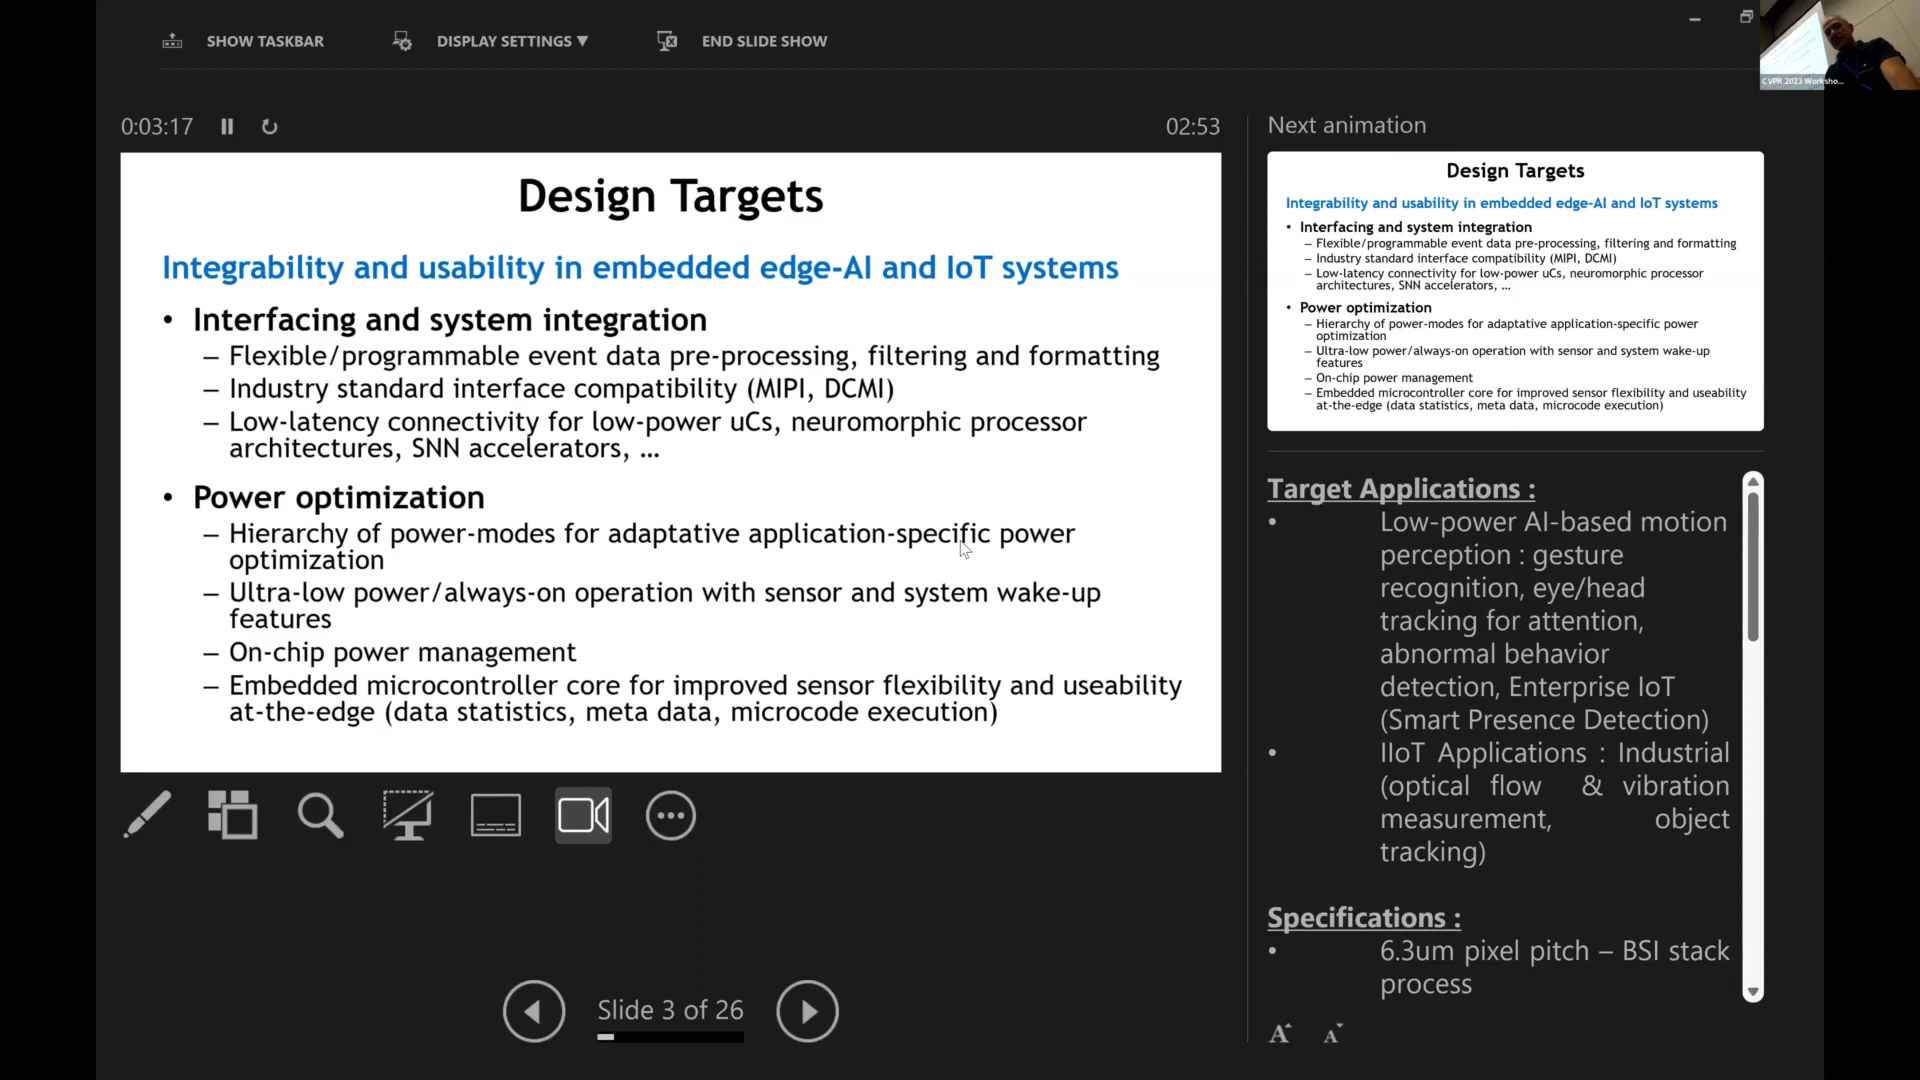 SHOW TASKBAR
DISPLAY SETTINGS ▼
END SLIDE SHOW
CVPR 2023 Worksho...
0:03:17
02:53
Next animation
Design Targets
Integrability and usability in embedded edge-AI and IoT systems
• Interfacing and system integration
– Flexible/programmable event data pre-processing, filtering and formatting
– Industry standard interface compatibility (MIPI, DCMI)
– Low-latency connectivity for low-power uCs, neuromorphic processor
architectures, SNN accelerators, ...
• Power optimization
– Hierarchy of power-modes for adaptative application-specific power
optimization
– Ultra-low power/always-on operation with sensor and system wake-up
features
– On-chip power management
– Embedded microcontroller core for improved sensor flexibility and useability
at-the-edge (data statistics, meta data, microcode execution)
Design Targets
Integrability and usability in embedded edge-AI and IoT systems
• Interfacing and system integration
– Flexible/programmable event data pre-processing, filtering and formatting
– Industry standard interface compatibility (MIPI, DCMI)
– Low-latency connectivity for low-power uCs, neuromorphic processor
architectures, SNN accelerators, ...
• Power optimization
– Hierarchy of power-modes for adaptative application-specific power
optimization
– Ultra-low power/always-on operation with sensor and system wake-up
features
– On-chip power management
– Embedded microcontroller core for improved sensor flexibility and useability
at-the-edge (data statistics, meta data, microcode execution)
Target Applications :
• Low-power AI-based motion
perception : gesture
recognition, eye/head
tracking for attention,
abnormal behavior
detection, Enterprise IoT
(Smart Presence Detection)
• IIoT Applications : Industrial
(optical flow & vibration
measurement, object
tracking)
Specifications :
• 6.3um pixel pitch – BSI stack
process
Slide 3 of 26
A A